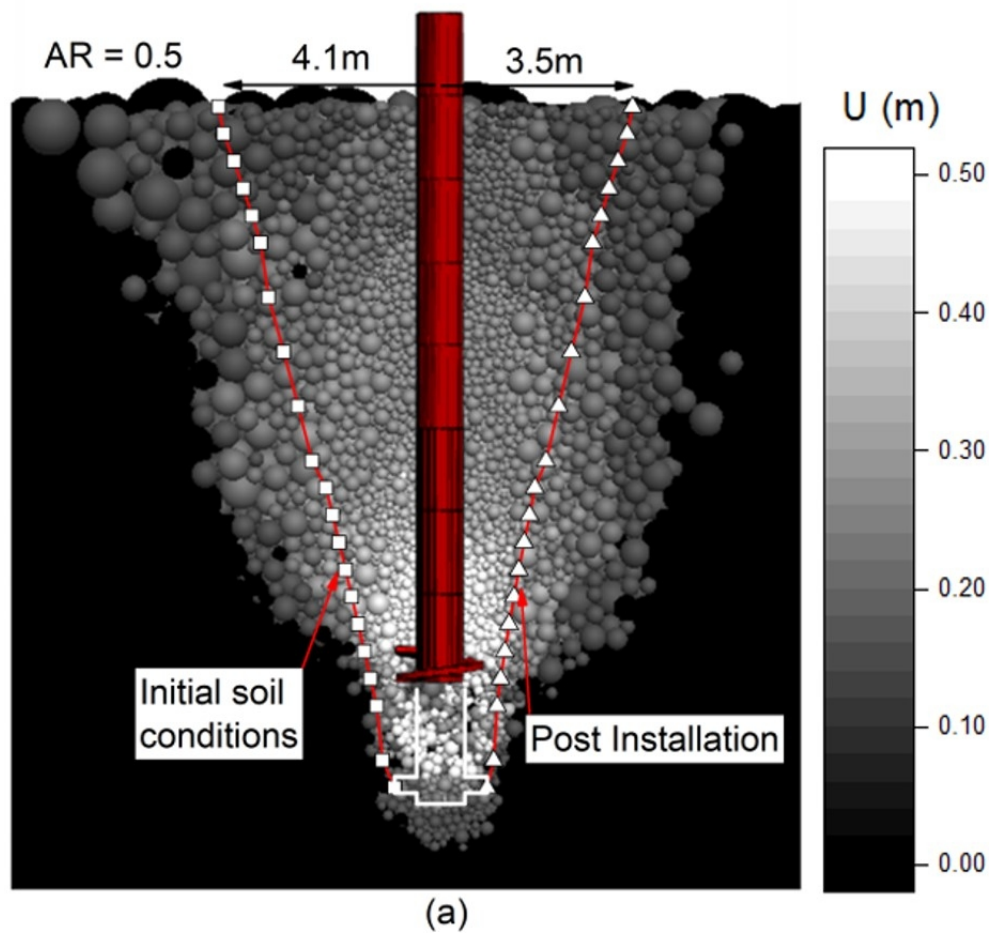 AR = 0.5
4.1m
3.5m
U (m)
0.50
0.40
0.30
0.20
0.10
0.00
Initial soil
conditions
Post Installation
(a)